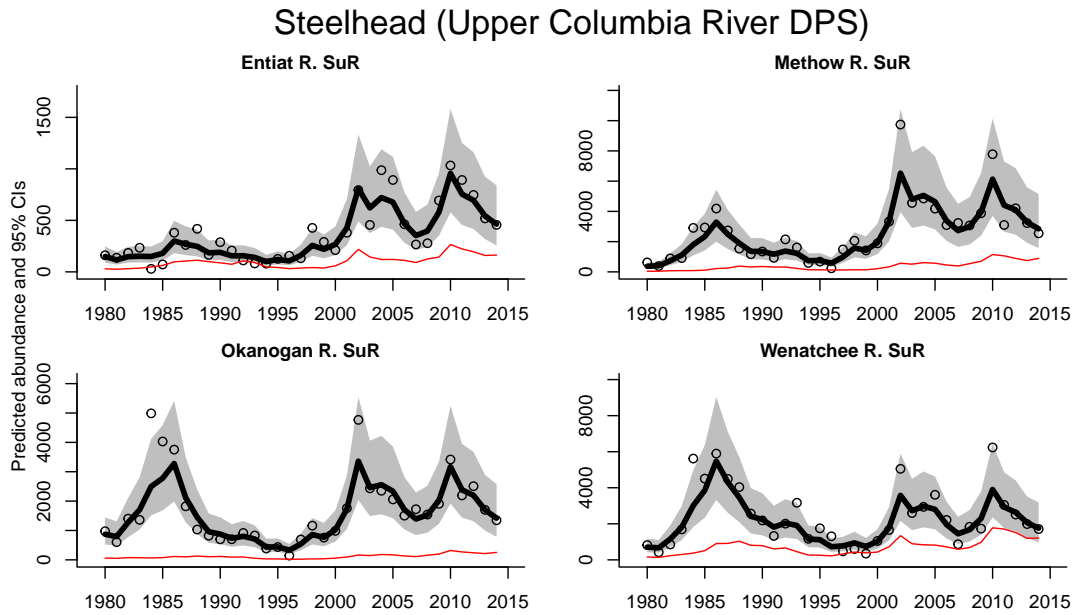 Steelhead (Upper Columbia River DPS)
Entiat R. SuR
Methow R. SuR
Predicted abundance and 95% CIs
0 500 1500
1980 1985 1990 1995 2000 2005 2010 2015
0 4000 8000
1980 1985 1990 1995 2000 2005 2010 2015
Okanogan R. SuR
Wenatchee R. SuR
0 2000 4000 6000
1980 1985 1990 1995 2000 2005 2010 2015
0 4000 8000
1980 1985 1990 1995 2000 2005 2010 2015